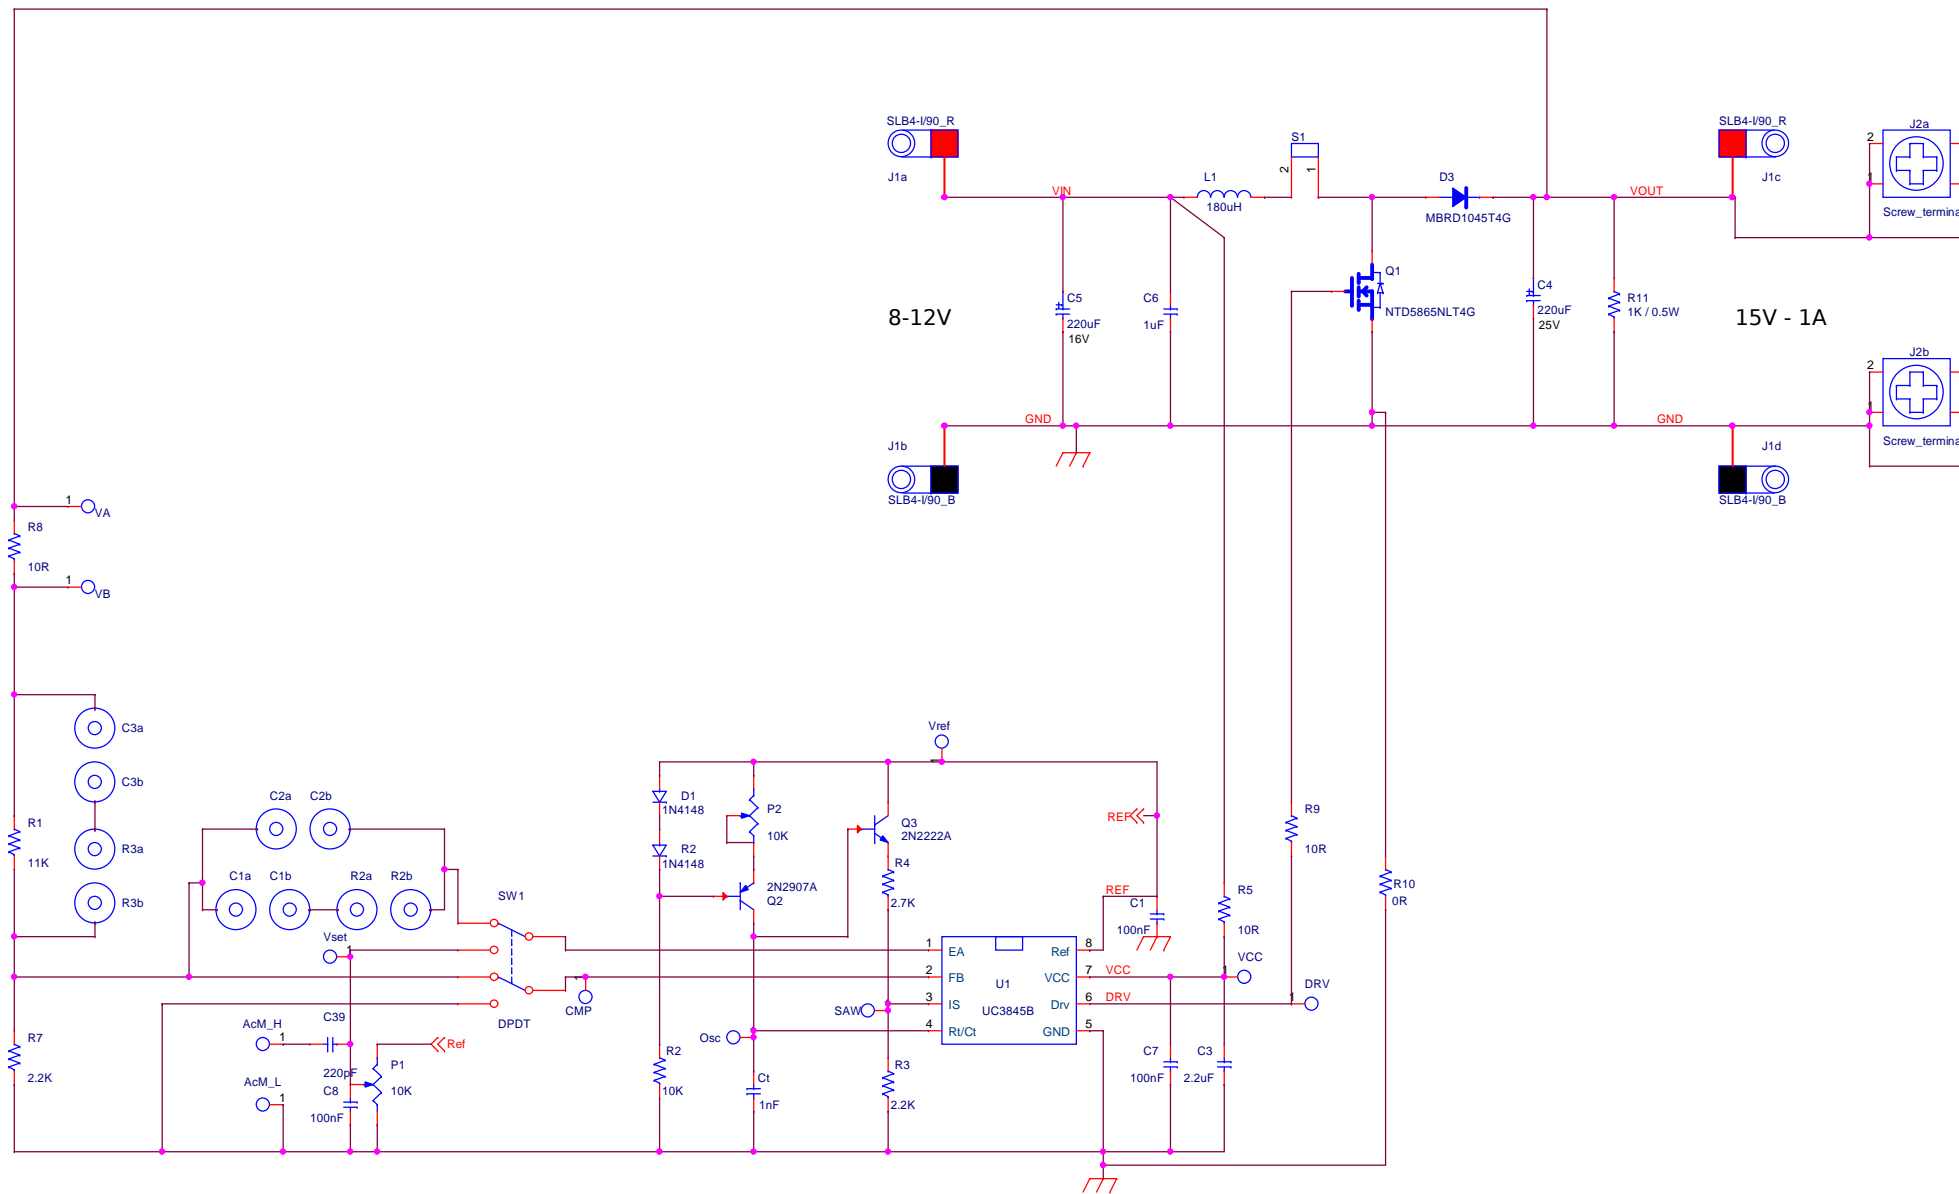 SLB4-I/90_R
J1a
VIN
L1
180uH
S1
2
1
D3
MBRD1045T4G
VOUT
SLB4-I/90_R
J1c
J2a
2
1
Screw_termina
8-12V
C5
220uF
16V
C6
1uF
Q1
NTD5865NLT4G
C4
220uF
25V
R11
1K / 0.5W
15V - 1A
J2b
2
1
Screw_termina
GND
GND
J1b
SLB4-I/90_B
J1d
SLB4-I/90_B
1
VA
R8
10R
1
VB
C3a
C3b
R3a
R3b
R1
11K
C2a
C2b
C1a
C1b
R2a
R2b
SW1
DPDT
Vset
1
CMP
1
Vref
1
D1
1N4148
R2
1N4148
P2
10K
2N2907A
Q2
Q3
2N2222A
R4
2.7K
REF
REF
C1
100nF
R5
10R
R9
10R
R10
0R
1
EA
2
FB
3
IS
4
Rt/Ct
U1
UC3845B
Ref
8
VCC
7
Drv
6
GND
5
VCC
DRV
1
VCC
1
DRV
SAW
Osc
R7
2.2K
AcM_H
1
C39
220pF
AcM_L
1
C8
100nF
Ref
P1
10K
R2
10K
Ct
1nF
R3
2.2K
C7
100nF
C3
2.2uF